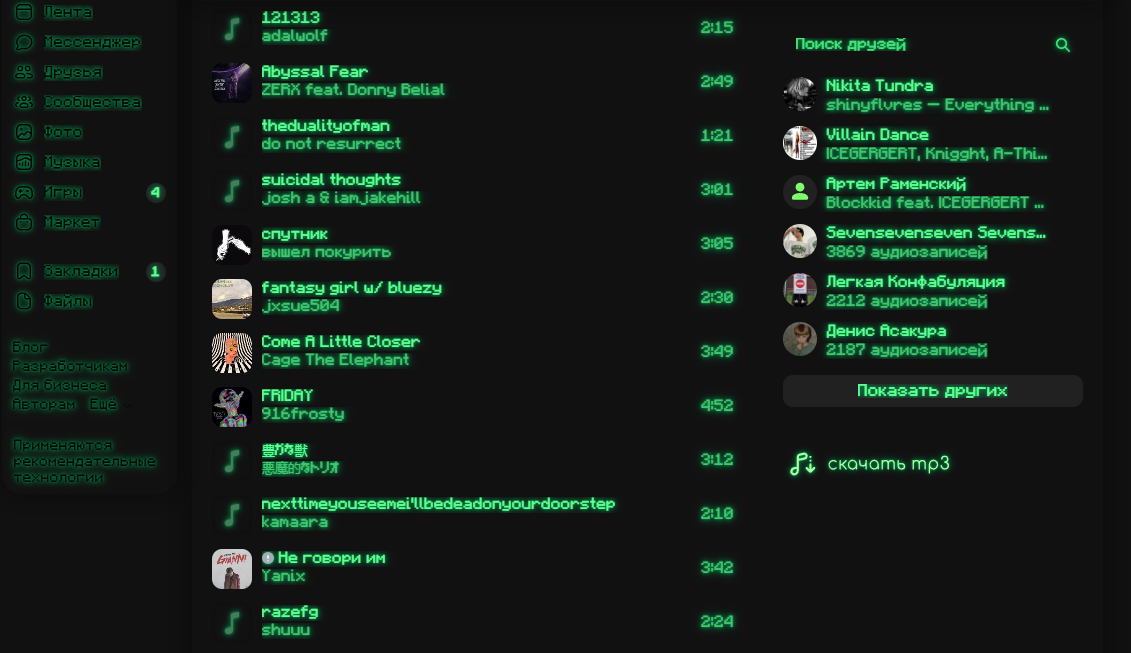 Лента
Мессенджер
Друзья
Сообщества
Фото
Музыка
Игры 4
Маркет
Закладки 1
Файлы
Блог
Разработчикам
Для бизнеса
Авторам Ещё
Применяются
рекомендательные
технологии
121313
adalwolf
2:15
Abyssal Fear
ZERX feat. Donny Belial
2:49
thedualityofman
do not resurrect
1:21
suicidal thoughts
josh a & iamjakehill
3:01
спутник
вышел покурить
3:05
fantasy girl w/ bluezy
jxsue504
2:30
Come A Little Closer
Cage The Elephant
3:49
FRIDAY
916frosty
4:52
豊かな獣
悪魔的なトリオ
3:12
nexttimeyouseemei'llbedeadonyourdoorstep
kamaara
2:10
Не говори им
Yanix
3:42
razefg
shuuu
2:24
Поиск друзей
Nikita Tundra
shinyflvres — Everything ...
Villain Dance
ICEGERGERT, Knigght, A-Thi...
Артем Раменский
Blockkid feat. ICEGERGERT ...
Sevensevenseven Sevens...
3869 аудиозаписей
Легкая Конфабуляция
2212 аудиозаписей
Денис Асакура
2187 аудиозаписей
Показать других
скачать mp3